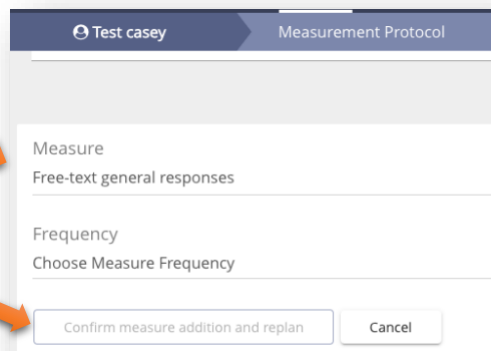 Test casey
Measurement Protocol
Measure
Free-text general responses
Frequency
Choose Measure Frequency
Confirm measure addition and replan
Cancel